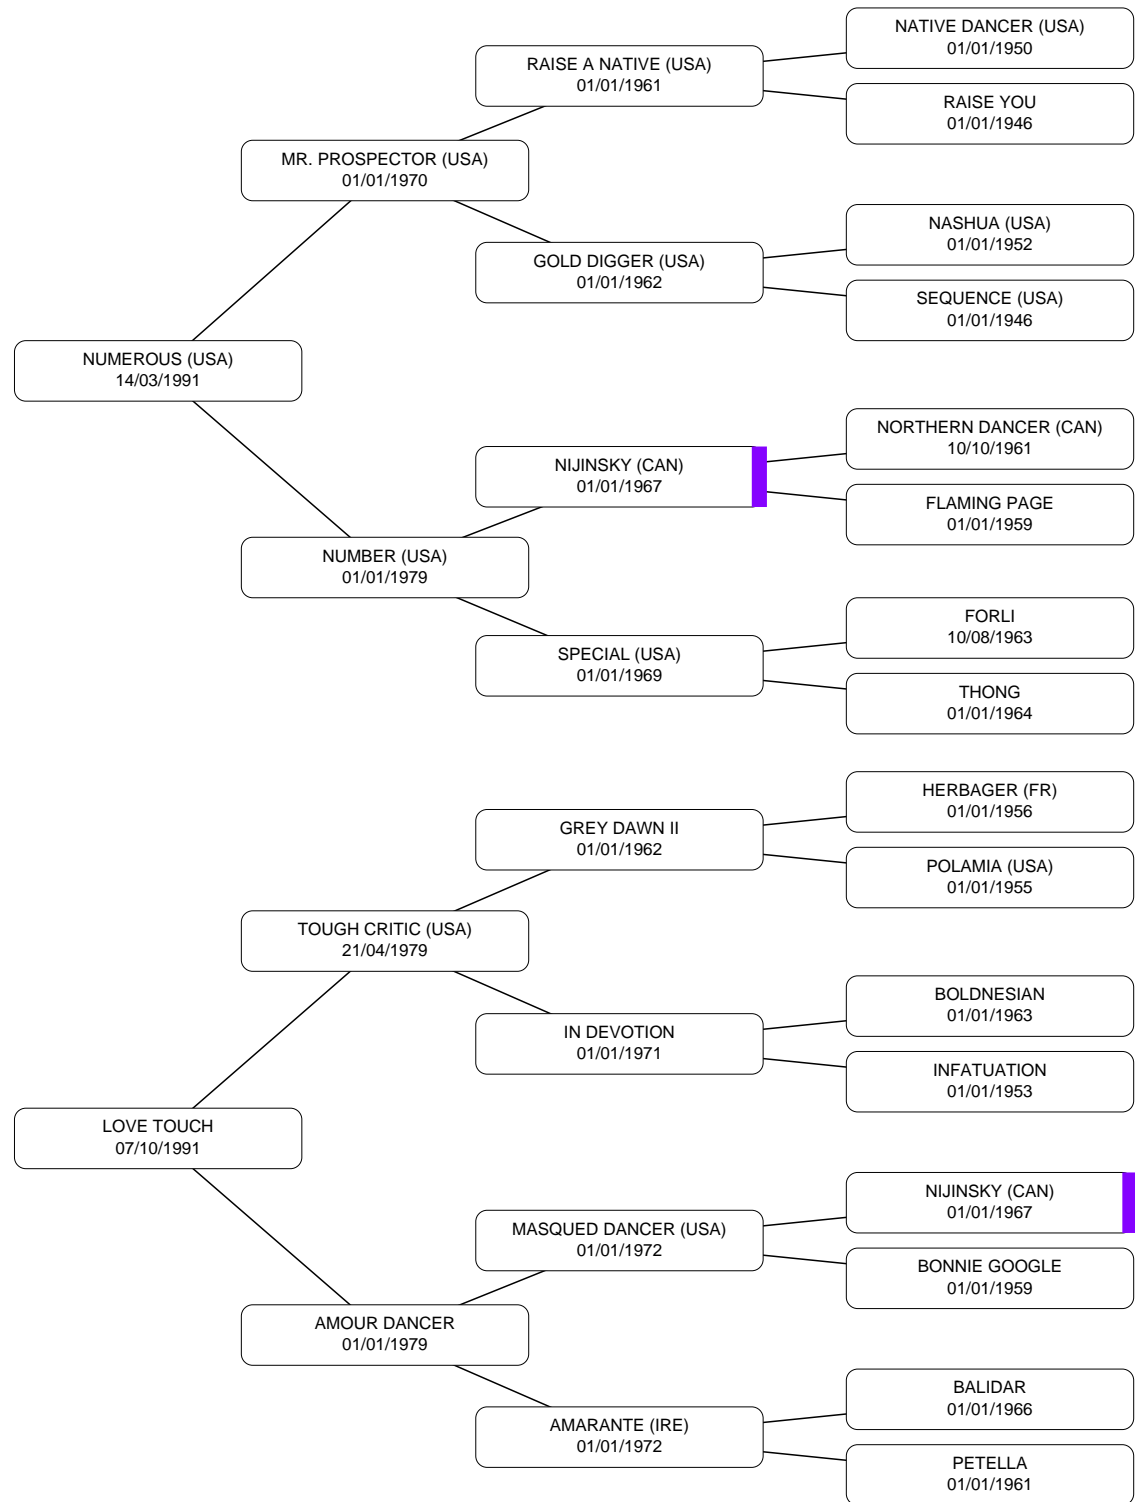 NATIVE DANCER (USA)
01/01/1950
RAISE A NATIVE (USA)
01/01/1961
RAISE YOU
01/01/1946
MR. PROSPECTOR (USA)
01/01/1970
NASHUA (USA)
01/01/1952
GOLD DIGGER (USA)
01/01/1962
SEQUENCE (USA)
01/01/1946
NUMEROUS (USA)
14/03/1991
NORTHERN DANCER (CAN)
10/10/1961
NIJINSKY (CAN)
01/01/1967
FLAMING PAGE
01/01/1959
NUMBER (USA)
01/01/1979
FORLI
10/08/1963
SPECIAL (USA)
01/01/1969
THONG
01/01/1964
HERBAGER (FR)
01/01/1956
GREY DAWN II
01/01/1962
POLAMIA (USA)
01/01/1955
TOUGH CRITIC (USA)
21/04/1979
BOLDNESIAN
01/01/1963
IN DEVOTION
01/01/1971
INFATUATION
01/01/1953
LOVE TOUCH
07/10/1991
NIJINSKY (CAN)
01/01/1967
MASQUED DANCER (USA)
01/01/1972
BONNIE GOOGLE
01/01/1959
AMOUR DANCER
01/01/1979
BALIDAR
01/01/1966
AMARANTE (IRE)
01/01/1972
PETELLA
01/01/1961